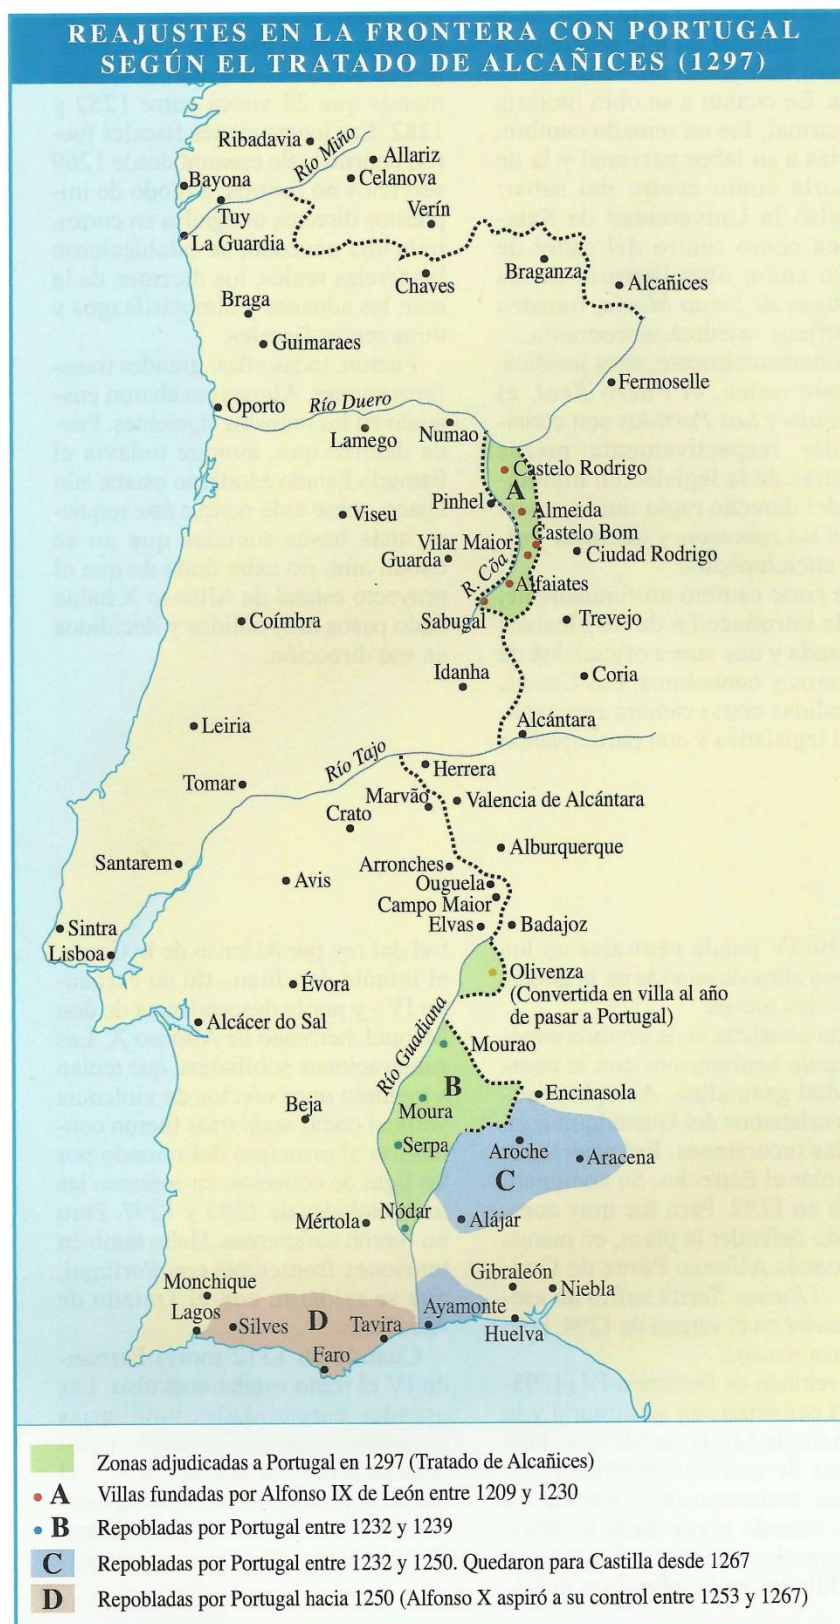 REAJUSTES EN LA FRONTERA CON PORTUGAL
SEGÚN EL TRATADO DE ALCAÑICES (1297)
Ribadavía
Río Miño
Allariz
Celanova
Bayona
Tuy
Verín
La Guardia
Chaves
Braganza
Alcañices
Braga
Guimaraes
Fermoselle
Oporto
Río Duero
Lamego
Numao
Castelo Rodrigo
A
Pinhel
Almeida
Viseu
Castelo Bom
Vilar Maior
Ciudad Rodrigo
Guarda
R. Côa
Alfaiates
Sabugal
Coímbra
Trevejo
Idanha
Coria
Leiria
Alcántara
Río Tajo
Herrera
Tomar
Marvão
Valencia de Alcántara
Crato
Alburquerque
Santarem
Arronches
Avis
Ouguela
Campo Maior
Sintra
Elvas
Badajoz
Lisboa
Olivenza
(Convertida en villa al año
de pasar a Portugal)
Évora
Alcácer do Sal
Río Guadiana
Mourao
B
Encinasola
Beja
Moura
Serpa
Aroche
Aracena
C
Nódar
Mértola
Alájar
Monchique
Gibraleón
Niebla
Lagos
Ayamonte
Silves
D
Tavira
Huelva
Faro
Zonas adjudicadas a Portugal en 1297 (Tratado de Alcañices)
A Villas fundadas por Alfonso IX de León entre 1209 y 1230
B Repobladas por Portugal entre 1232 y 1239
C Repobladas por Portugal entre 1232 y 1250. Quedaron para Castilla desde 1267
D Repobladas por Portugal hacia 1250 (Alfonso X aspiró a su control entre 1253 y 1267)